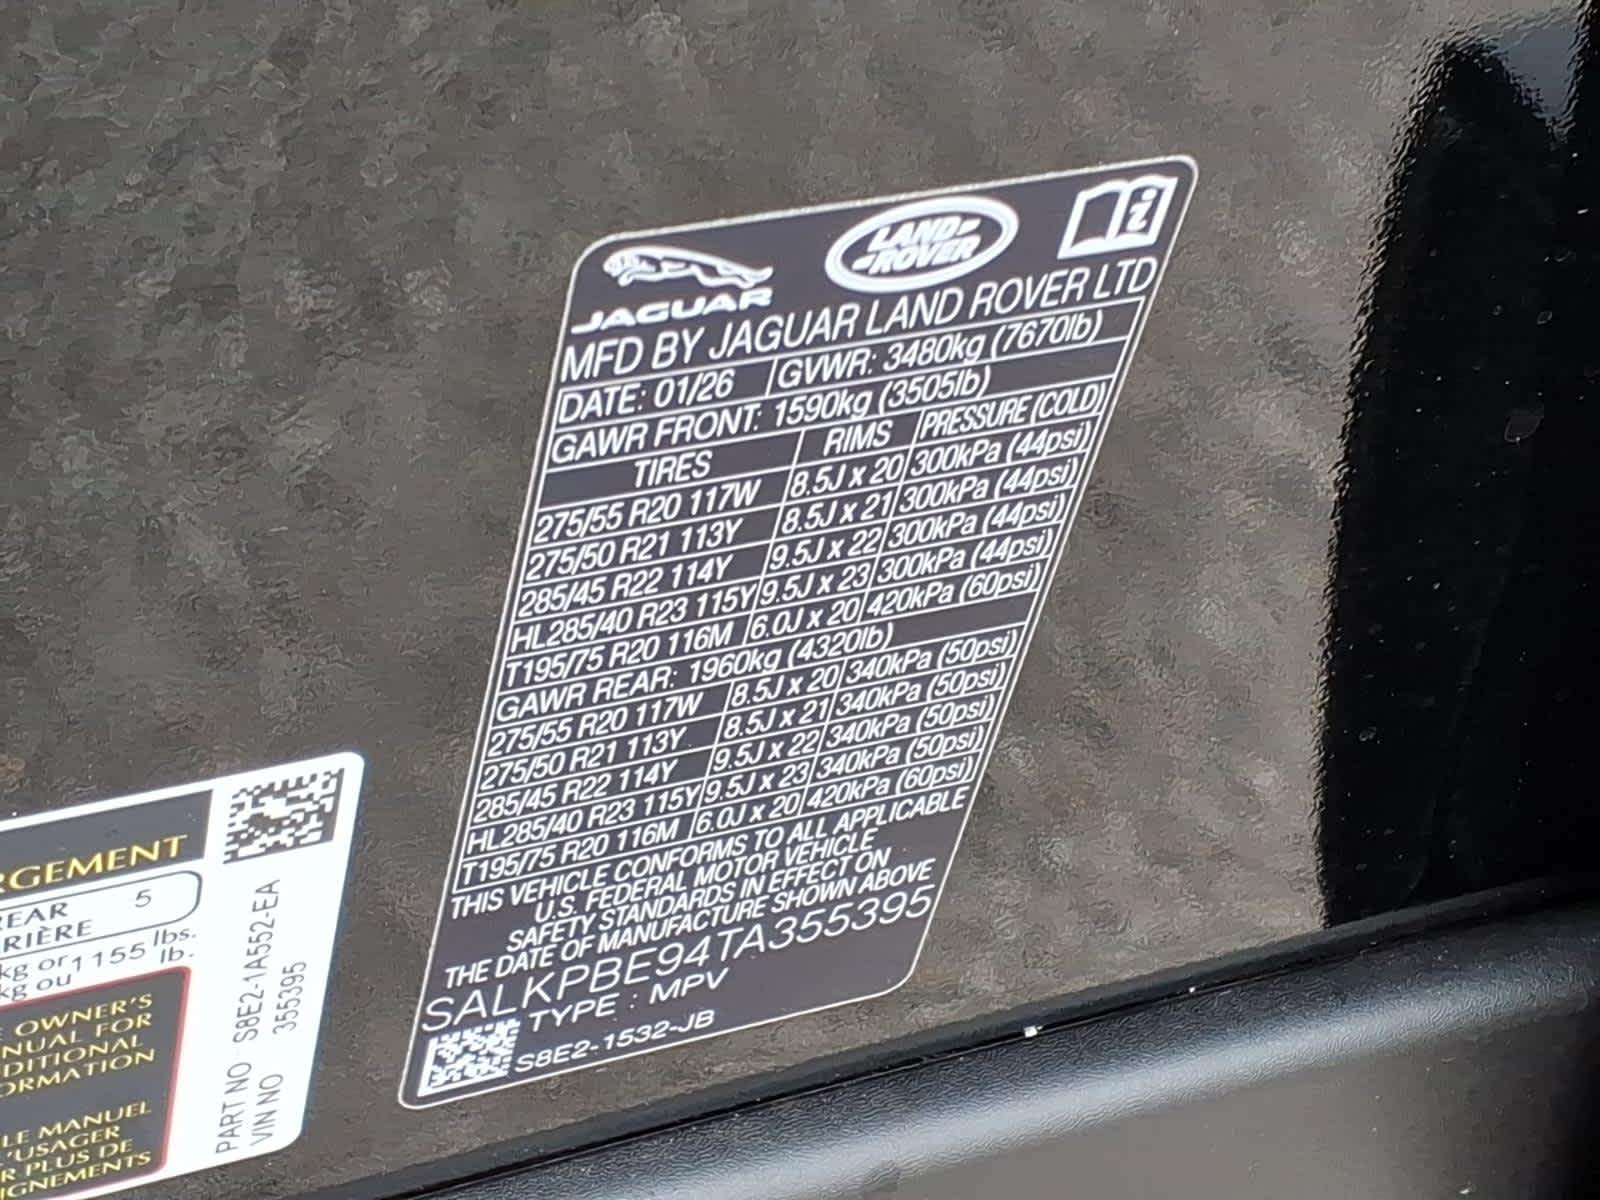 JAGUAR
LAND-
-ROVER
i
MFD BY JAGUAR LAND ROVER LTD
DATE: 01/26 GVWR: 3480kg (7670lb)
GAWR FRONT: 1590kg (3505lb)
TIRES RIMS PRESSURE (COLD)
275/55 R20 117W 8.5J x 20 300kPa (44psi)
275/50 R21 113Y 8.5J x 21 300kPa (44psi)
285/45 R22 114Y 9.5J x 22 300kPa (44psi)
HL285/40 R23 115Y 9.5J x 23 300kPa (44psi)
T195/75 R20 116M 6.0J x 20 420kPa (60psi)
GAWR REAR: 1960kg (4320lb)
275/55 R20 117W 8.5J x 20 340kPa (50psi)
275/50 R21 113Y 8.5J x 21 340kPa (50psi)
285/45 R22 114Y 9.5J x 22 340kPa (50psi)
HL285/40 R23 115Y 9.5J x 23 340kPa (50psi)
T195/75 R20 116M 6.0J x 20 420kPa (60psi)
THIS VEHICLE CONFORMS TO ALL APPLICABLE
U.S. FEDERAL MOTOR VEHICLE
SAFETY STANDARDS IN EFFECT ON
THE DATE OF MANUFACTURE SHOWN ABOVE
SALKPBE94TA355395
TYPE : MPV
S8E2-1532-JB
RGEMENT
REAR 5
RIÈRE
kg or 1155 lbs.
kg ou lb.
OWNER'S
NUAL FOR
DITIONAL
ORMATION
LE MANUEL
'USAGER
R PLUS DE
IGNEMENTS
PART NO S8E2-1A552-EA
VIN NO 355395